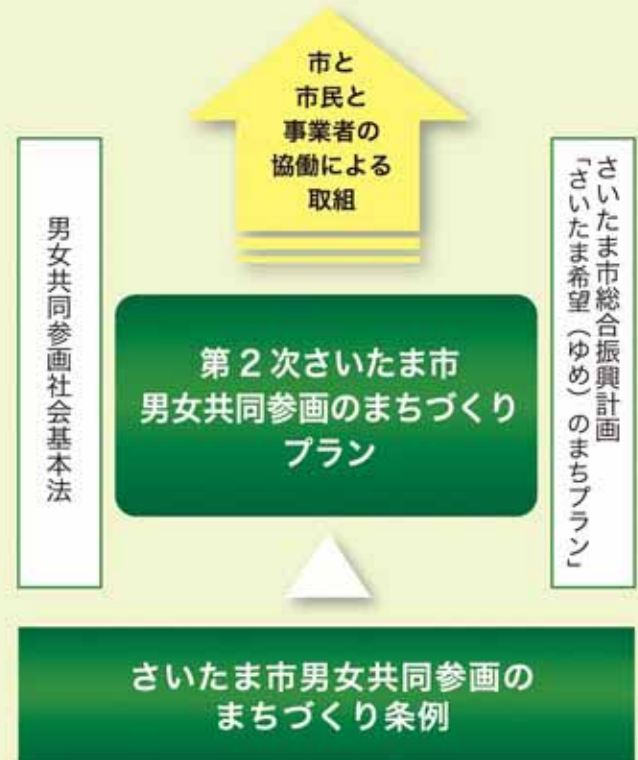 市と
市民と
事業者の
協働による
取組
男女共同参画社会基本法
第2次さいたま市
男女共同参画のまちづくり
プラン
さいたま市総合振興計画
「さいたま希望（ゆめ）のまちプラン」
さいたま市男女共同参画の
まちづくり条例